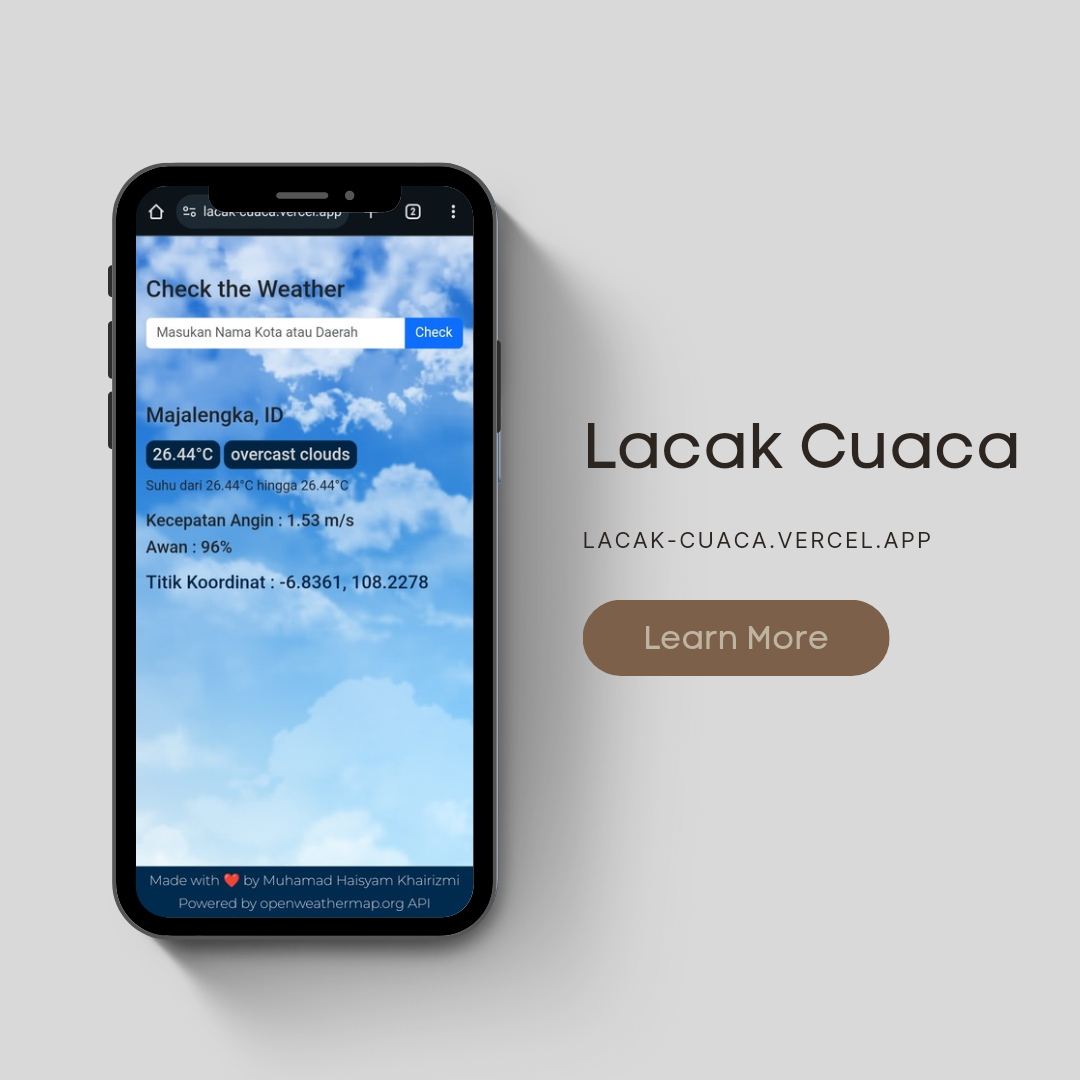 lacak-cuaca.vercel.app
2
Check the Weather
Masukan Nama Kota atau Daerah
Check
Majalengka, ID
26.44°C overcast clouds
Suhu dari 26.44°C hingga 26.44°C
Kecepatan Angin : 1.53 m/s
Awan : 96%
Titik Koordinat : -6.8361, 108.2278
Made with ❤️ by Muhamad Haisyam Khairizmi
Powered by openweathermap.org API
Lacak Cuaca
LACAK-CUACA.VERCEL.APP
Learn More